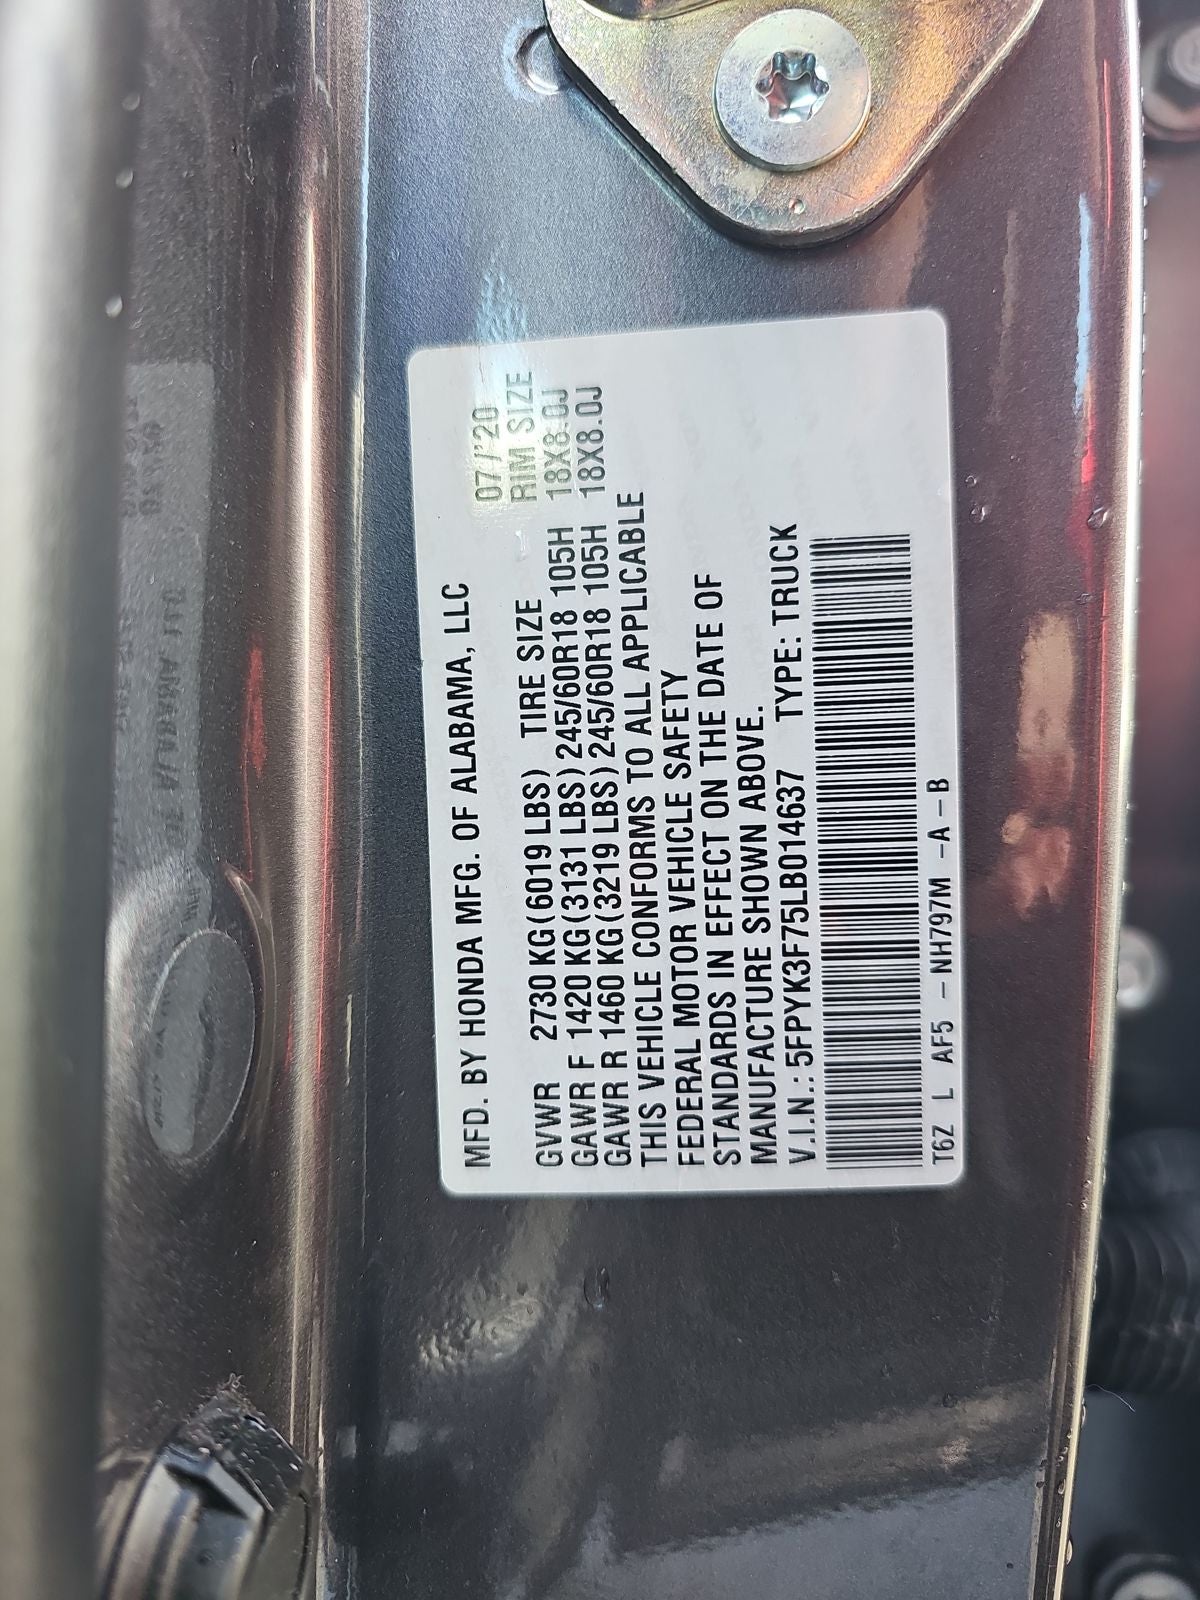 MFD. BY HONDA MFG. OF ALABAMA, LLC 07/'20
RIM SIZE
GVWR 2730 KG(6019 LBS) TIRE SIZE
GAWR F 1420 KG(3131 LBS)245/60R18 105H 18X8.0J
GAWR R 1460 KG(3219 LBS)245/60R18 105H 18X8.0J
THIS VEHICLE CONFORMS TO ALL APPLICABLE
FEDERAL MOTOR VEHICLE SAFETY
STANDARDS IN EFFECT ON THE DATE OF
MANUFACTURE SHOWN ABOVE.
V.I.N.: 5FPYK3F75LB014637 TYPE: TRUCK
T6Z L AF5 -NH797M -A-B